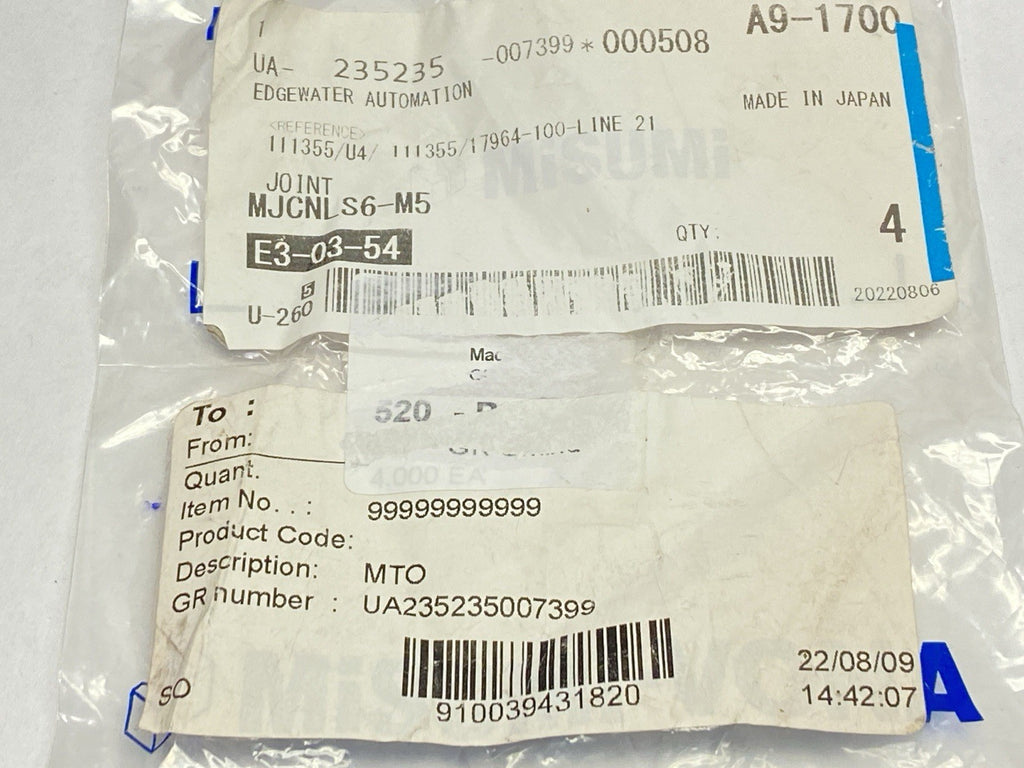 1
A9-1700
UA- 235235 -007399*000508
EDGEWATER AUTOMATION
MADE IN JAPAN
<REFERENCE>
111355/U4/ 111355/17964-100-LINE 21
MiSUMi
JOINT
MJCNLS6-M5
QTY: 4
E3-03-54
5
U-260
20220806
520 -
4.000 EA
To :
From:
Quant.
Item No. . : 99999999999
Product Code:
Description: MTO
GR number : UA235235007399
910039431820
SO
22/08/09
14:42:07
A